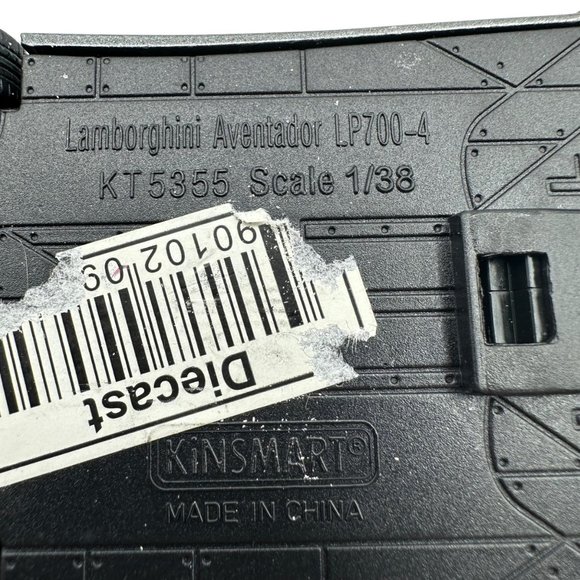 Lamborghini Aventador LP700-4
KT5355 Scale 1/38
90102 09
Diecast
KiNSMART®
MADE IN CHINA